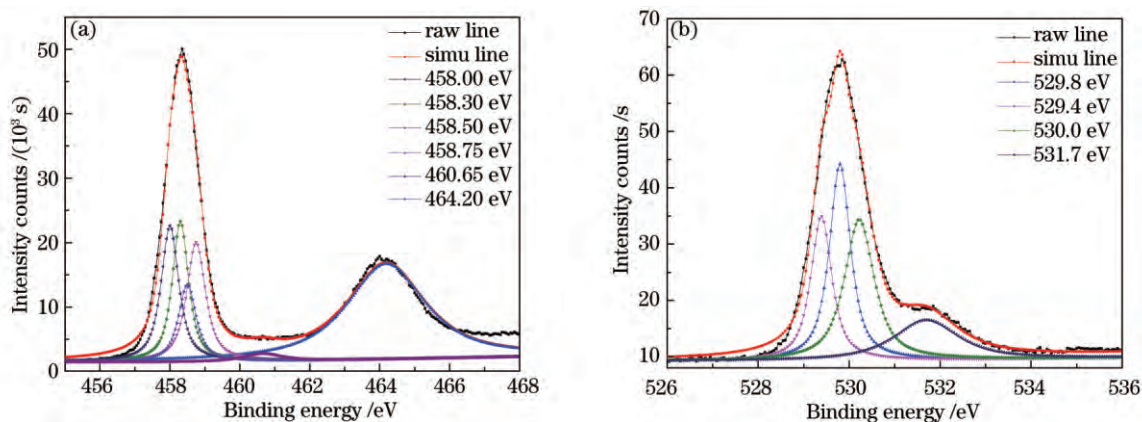 (a)
50
40
30
20
10
0
456 458 460 462 464 466 468
Intensity counts /(10³ s)
Binding energy /eV
raw line
simu line
458.00 eV
458.30 eV
458.50 eV
458.75 eV
460.65 eV
464.20 eV
(b)
70
60
50
40
30
20
10
526 528 530 532 534 536
Intensity counts /s
Binding energy /eV
raw line
simu line
529.8 eV
529.4 eV
530.0 eV
531.7 eV